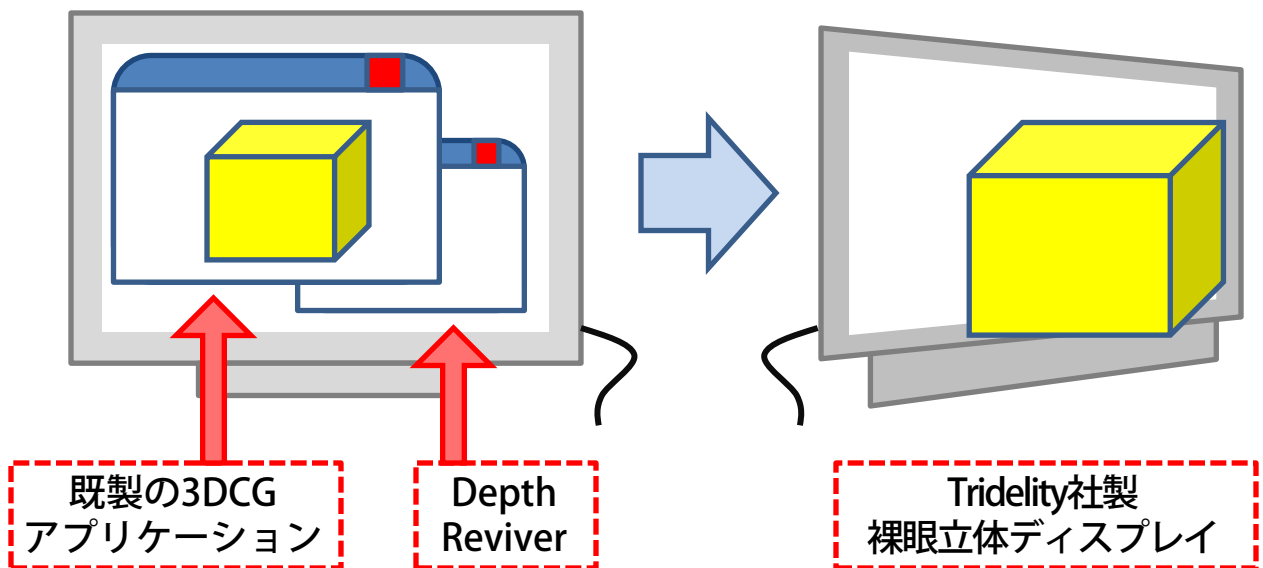 既製の3DCG
アプリケーション
Depth
Reviver
Tridelity社製
裸眼立体ディスプレイ